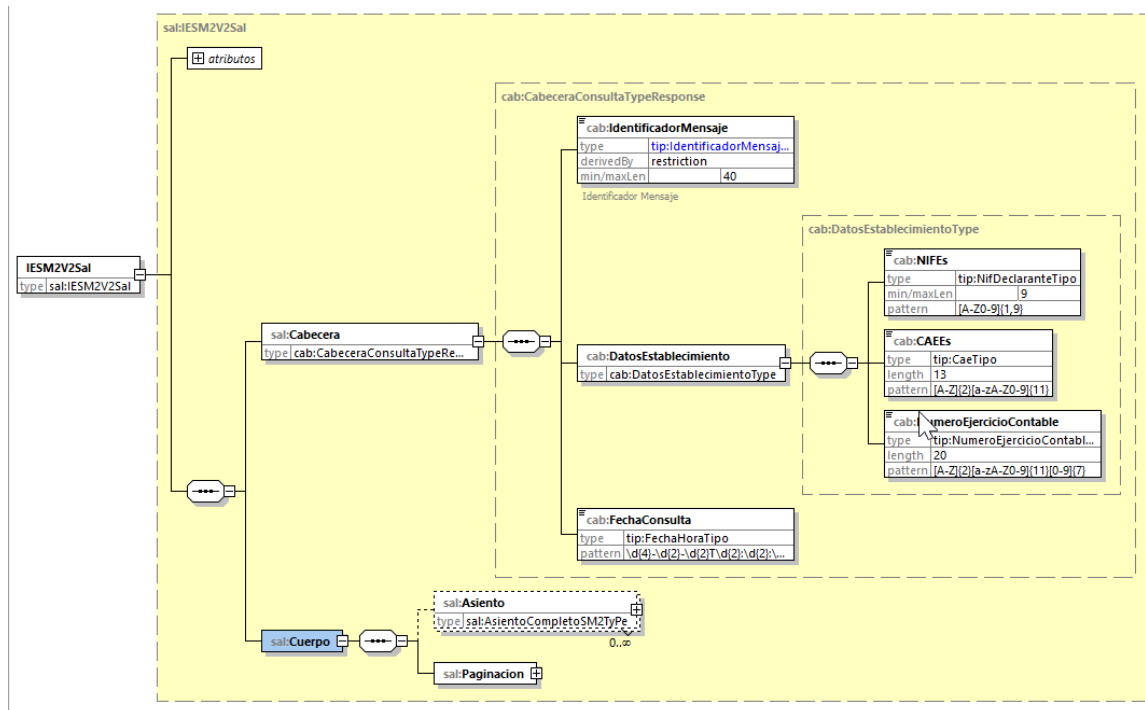 sal:IESM2V2Sal
atributos
cab:CabeceraConsultaTypeResponse
cab:IdentificadorMensaje
type tip:IdentificadorMensaj...
derivedBy restriction
min/maxLen 40
Identificador Mensaje
cab:DatosEstablecimientoType
cab:NIFEs
type tip:NifDeclaranteTipo
min/maxLen 9
pattern [A-Z0-9]{1,9}
IESM2V2Sal
type sal:IESM2V2Sal
sal:Cabecera
type cab:CabeceraConsultaTypeRe...
cab:DatosEstablecimiento
type cab:DatosEstablecimientoType
cab:CAEEs
type tip:CaeTipo
length 13
pattern [A-Z]{2}[a-zA-Z0-9]{11}
cab:NumeroEjercicioContable
type tip:NumeroEjercicioContabl...
length 20
pattern [A-Z]{2}[a-zA-Z0-9]{11}[0-9]{7}
cab:FechaConsulta
type tip:FechaHoraTipo
pattern \d{4}-\d{2}-\d{2}T\d{2}:\d{2}:\...
sal:Cuerpo
sal:Asiento
type sal:AsientoCompletoSM2TyPe
0..∞
sal:Paginacion